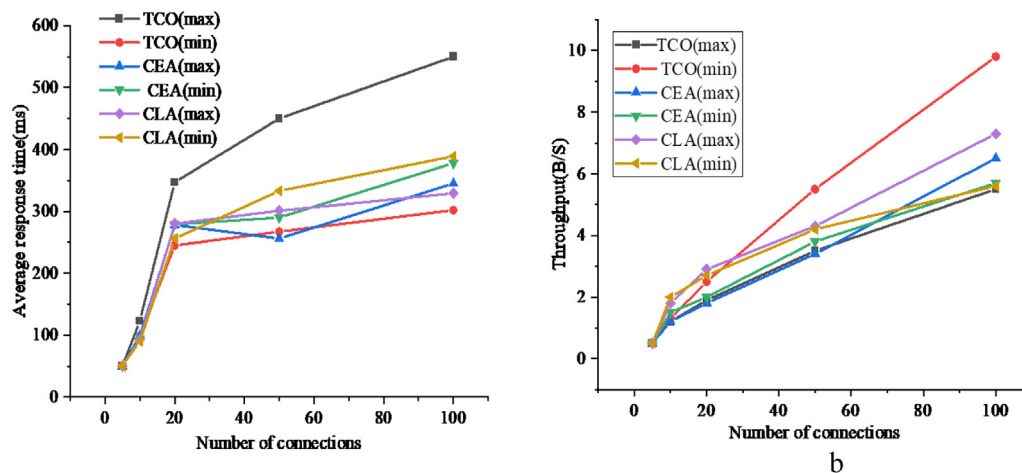 TCO(max)
TCO(min)
CEA(max)
CEA(min)
CLA(max)
CLA(min)
Average response time(ms)
600
500
400
300
200
100
0
0 20 40 60 80 100
Number of connections
TCO(max)
TCO(min)
CEA(max)
CEA(min)
CLA(max)
CLA(min)
Throughput(B/S)
10
8
6
4
2
0
0 20 40 60 80 100
Number of connections
b